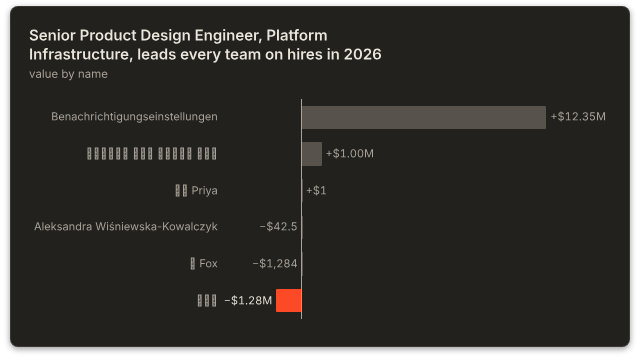 Senior Product Design Engineer, Platform
Infrastructure, leads every team on hires in 2026
value by name
Benachrichtigungseinstellungen +$12.35M
+$1.00M
Priya +$1
Aleksandra Wiśniewska-Kowalczyk −$42.5
Fox −$1,284
−$1.28M